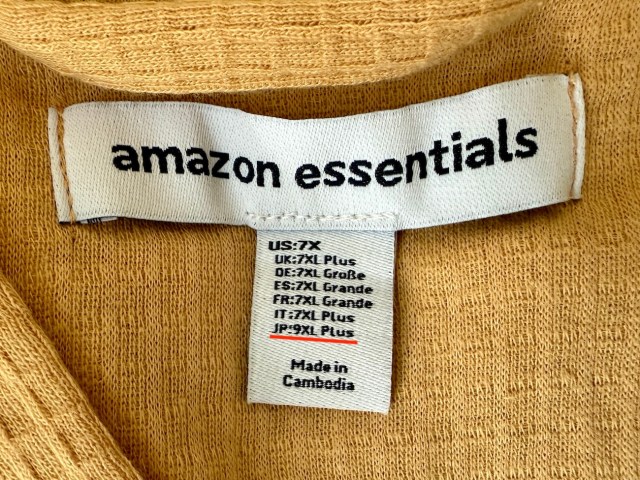 amazon essentials
US:7X
UK:7XL Plus
DE:7XL Große
ES:7XL Grande
FR:7XL Grande
IT:7XL Plus
JP:9XL Plus
Made in
Cambodia